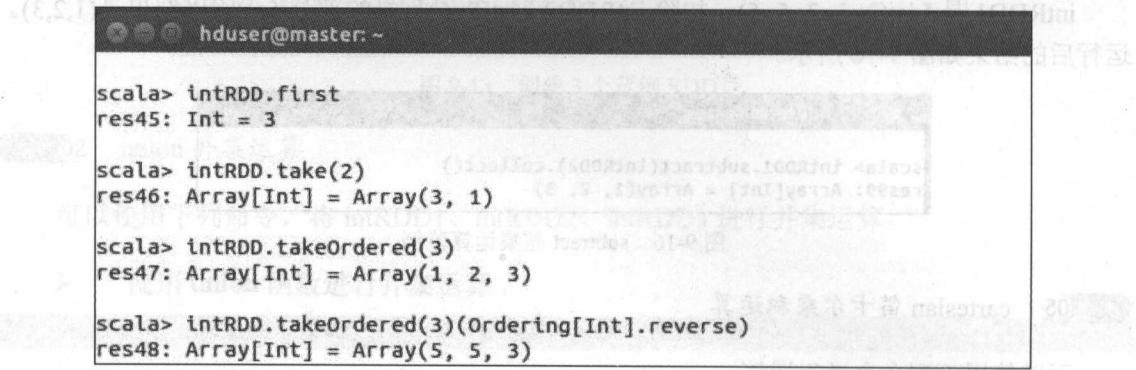 hduser@master: ~
scala> intRDD.first
res45: Int = 3
scala> intRDD.take(2)
res46: Array[Int] = Array(3, 1)
scala> intRDD.takeOrdered(3)
res47: Array[Int] = Array(1, 2, 3)
scala> intRDD.takeOrdered(3)(Ordering[Int].reverse)
res48: Array[Int] = Array(5, 5, 3)